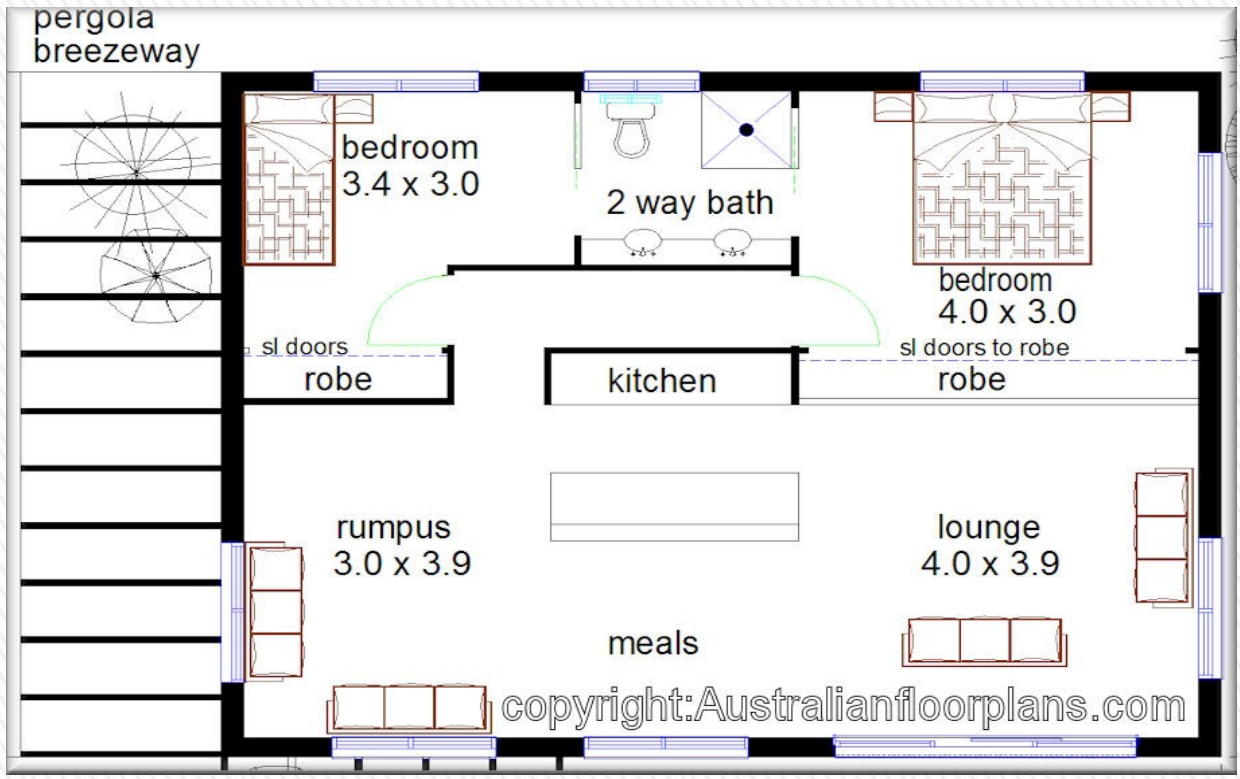 pergola
breezeway
bedroom
3.4 x 3.0
2 way bath
bedroom
4.0 x 3.0
sl doors
robe
kitchen
sl doors to robe
robe
rumpus
3.0 x 3.9
lounge
4.0 x 3.9
meals
copyright:Australianfloorplans.com